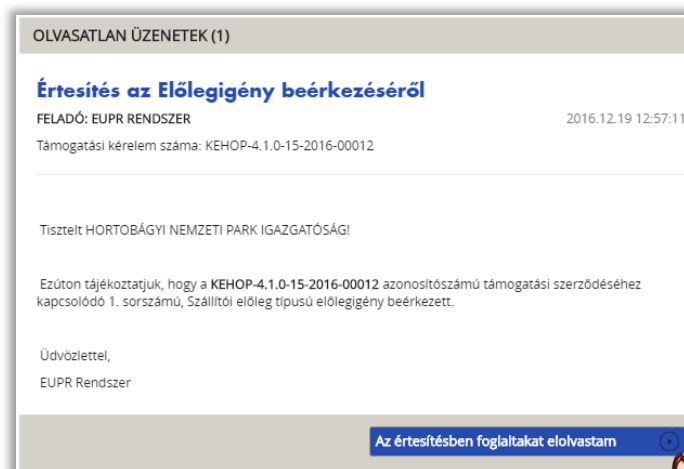 OLVASATLAN ÜZENETEK (1)
Értesítés az Előlegigény beérkezéséről
FELADÓ: EUPR RENDSZER 2016.12.19 12:57:11
Támogatási kérelem száma: KEHOP-4.1.0-15-2016-00012
Tisztelt HORTOBÁGYI NEMZETI PARK IGAZGATÓSÁG!
Ezúton tájékoztatjuk, hogy a KEHOP-4.1.0-15-2016-00012 azonosítószámú támogatási szerződéséhez
kapcsolódó 1. sorszámú, Szállítói előleg típusú előlegigény beérkezett.
Üdvözlettel,
EUPR Rendszer
Az értesítésben foglaltakat elolvastam